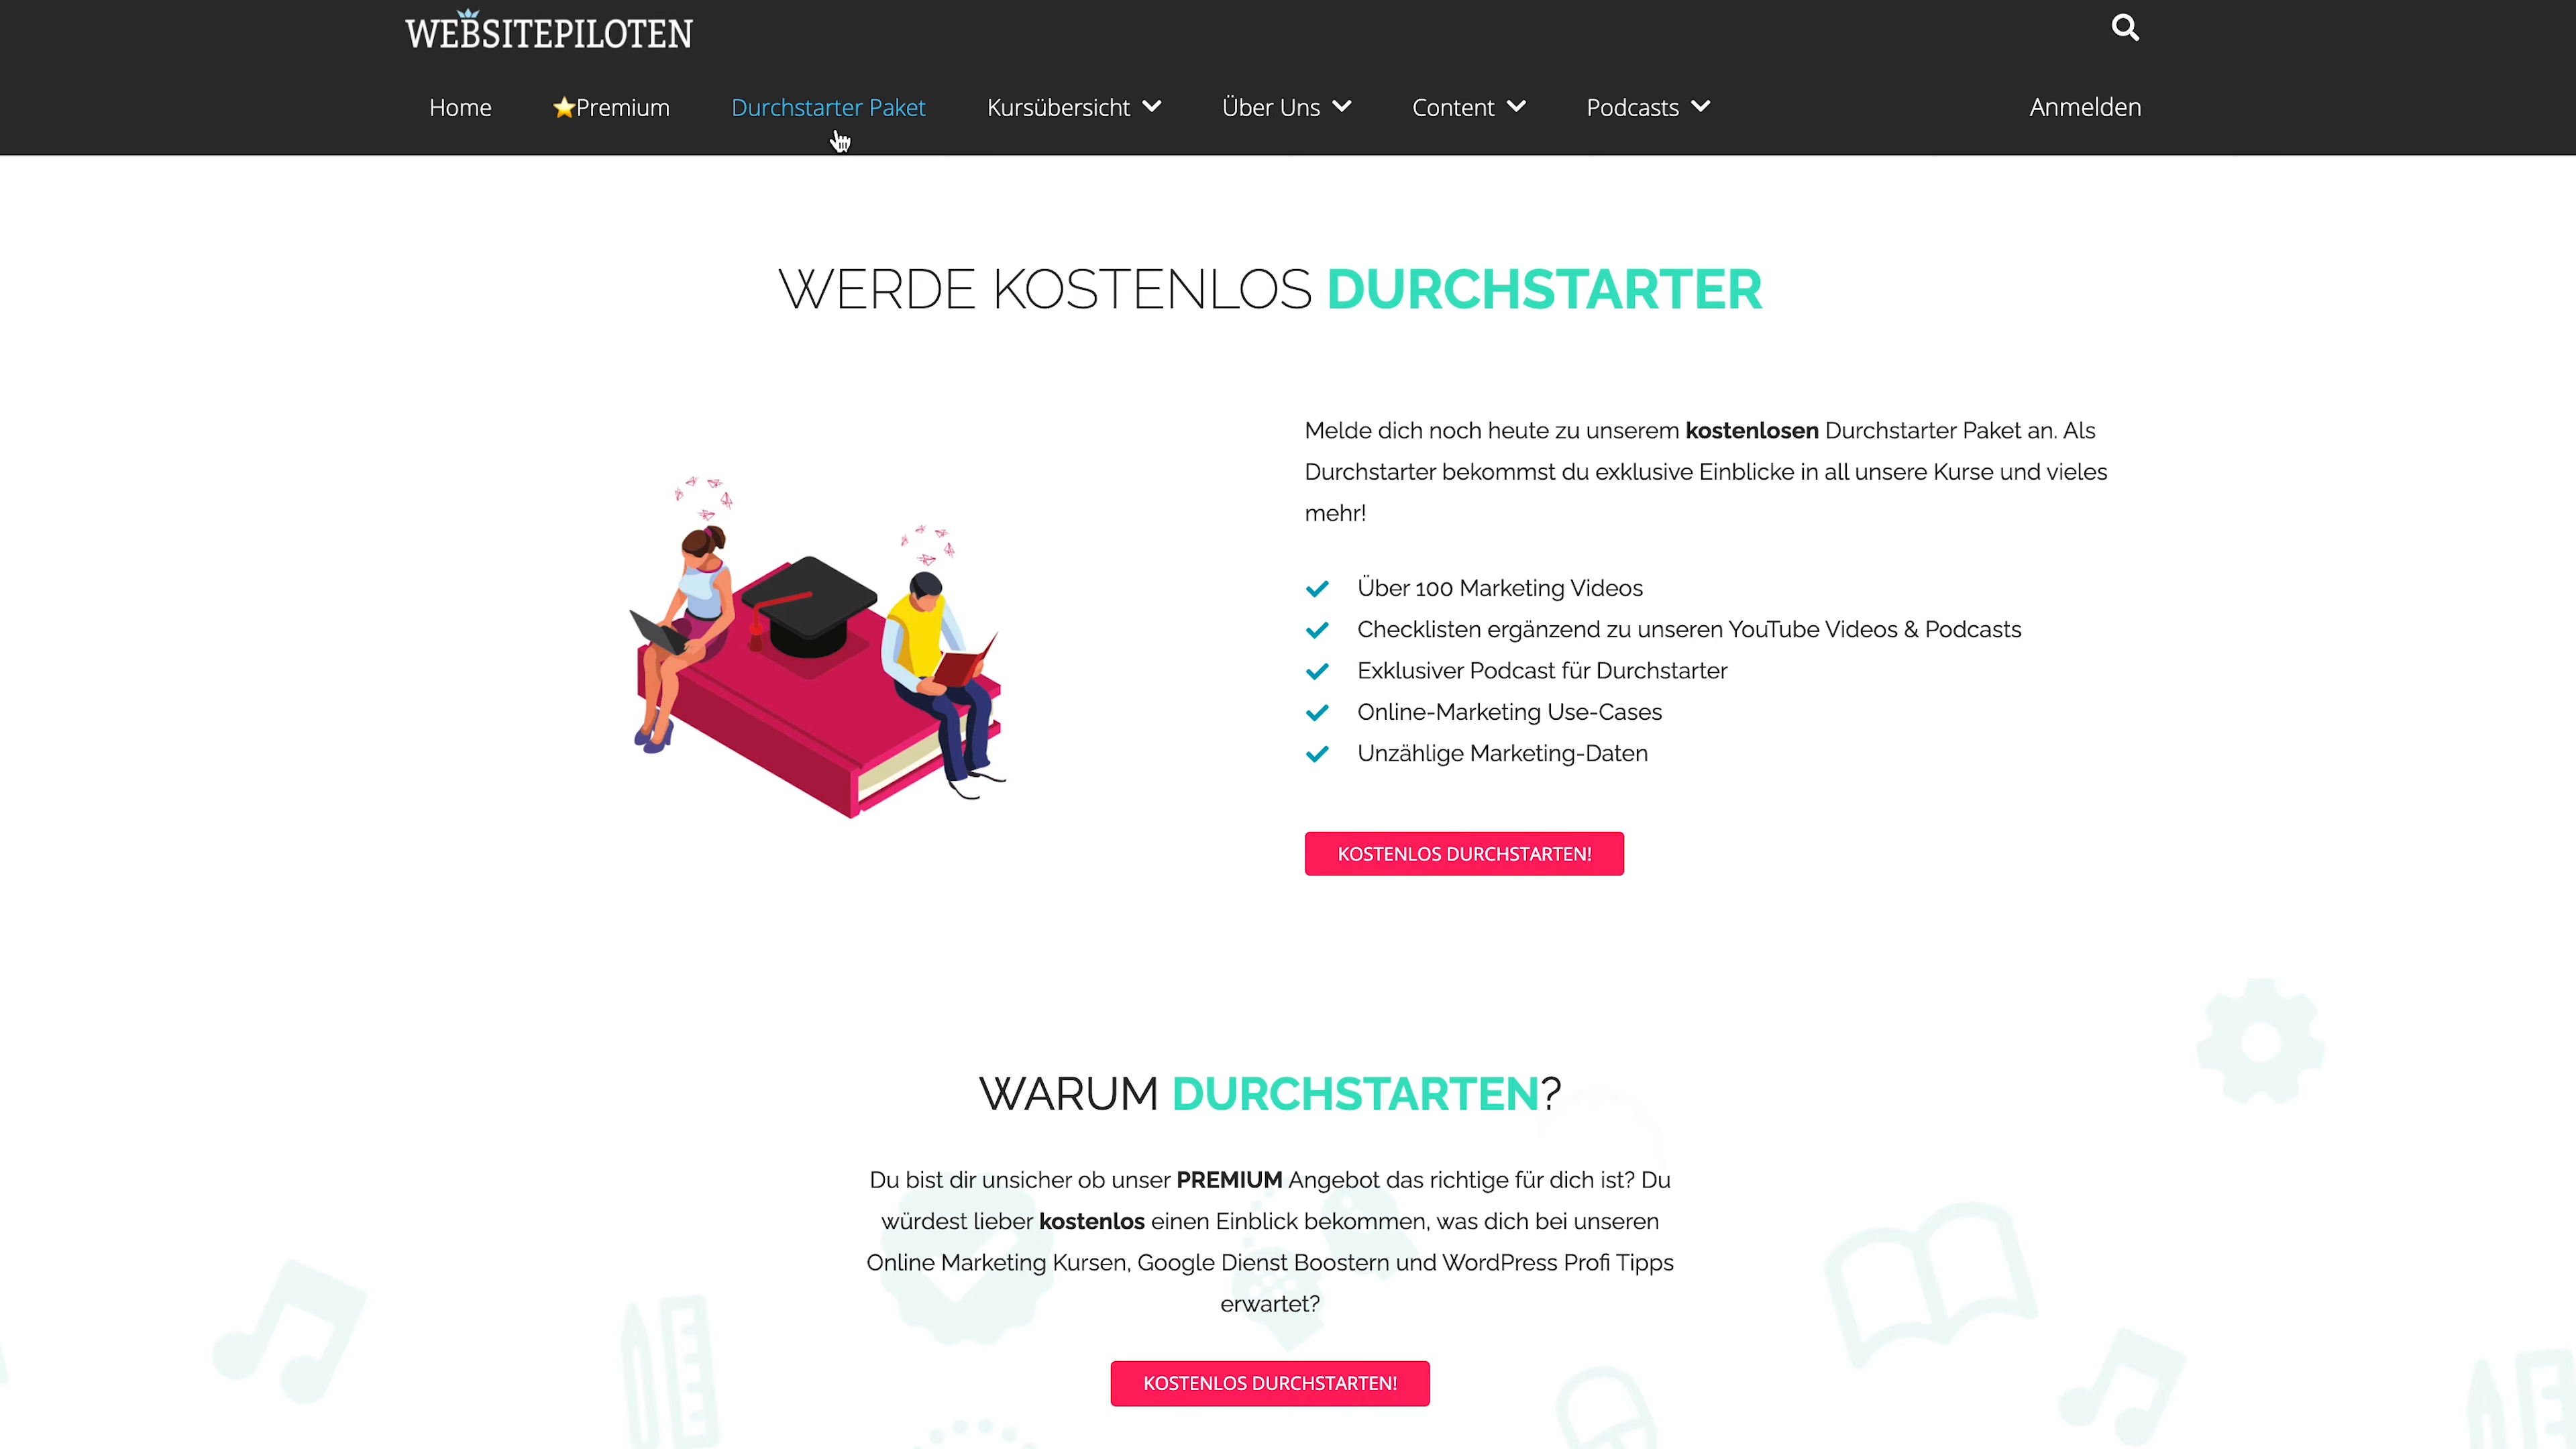 WEBSITEPILOTEN
Home Premium Durchstarter Paket Kursübersicht Über Uns Content Podcasts Anmelden
WERDE KOSTENLOS DURCHSTARTER
Melde dich noch heute zu unserem kostenlosen Durchstarter Paket an. Als
Durchstarter bekommst du exklusive Einblicke in all unsere Kurse und vieles
mehr!
Über 100 Marketing Videos
Checklisten ergänzend zu unseren YouTube Videos & Podcasts
Exklusiver Podcast für Durchstarter
Online-Marketing Use-Cases
Unzählige Marketing-Daten
KOSTENLOS DURCHSTARTEN!
WARUM DURCHSTARTEN?
Du bist dir unsicher ob unser PREMIUM Angebot das richtige für dich ist? Du
würdest lieber kostenlos einen Einblick bekommen, was dich bei unseren
Online Marketing Kursen, Google Dienst Boostern und WordPress Profi Tipps
erwartet?
KOSTENLOS DURCHSTARTEN!